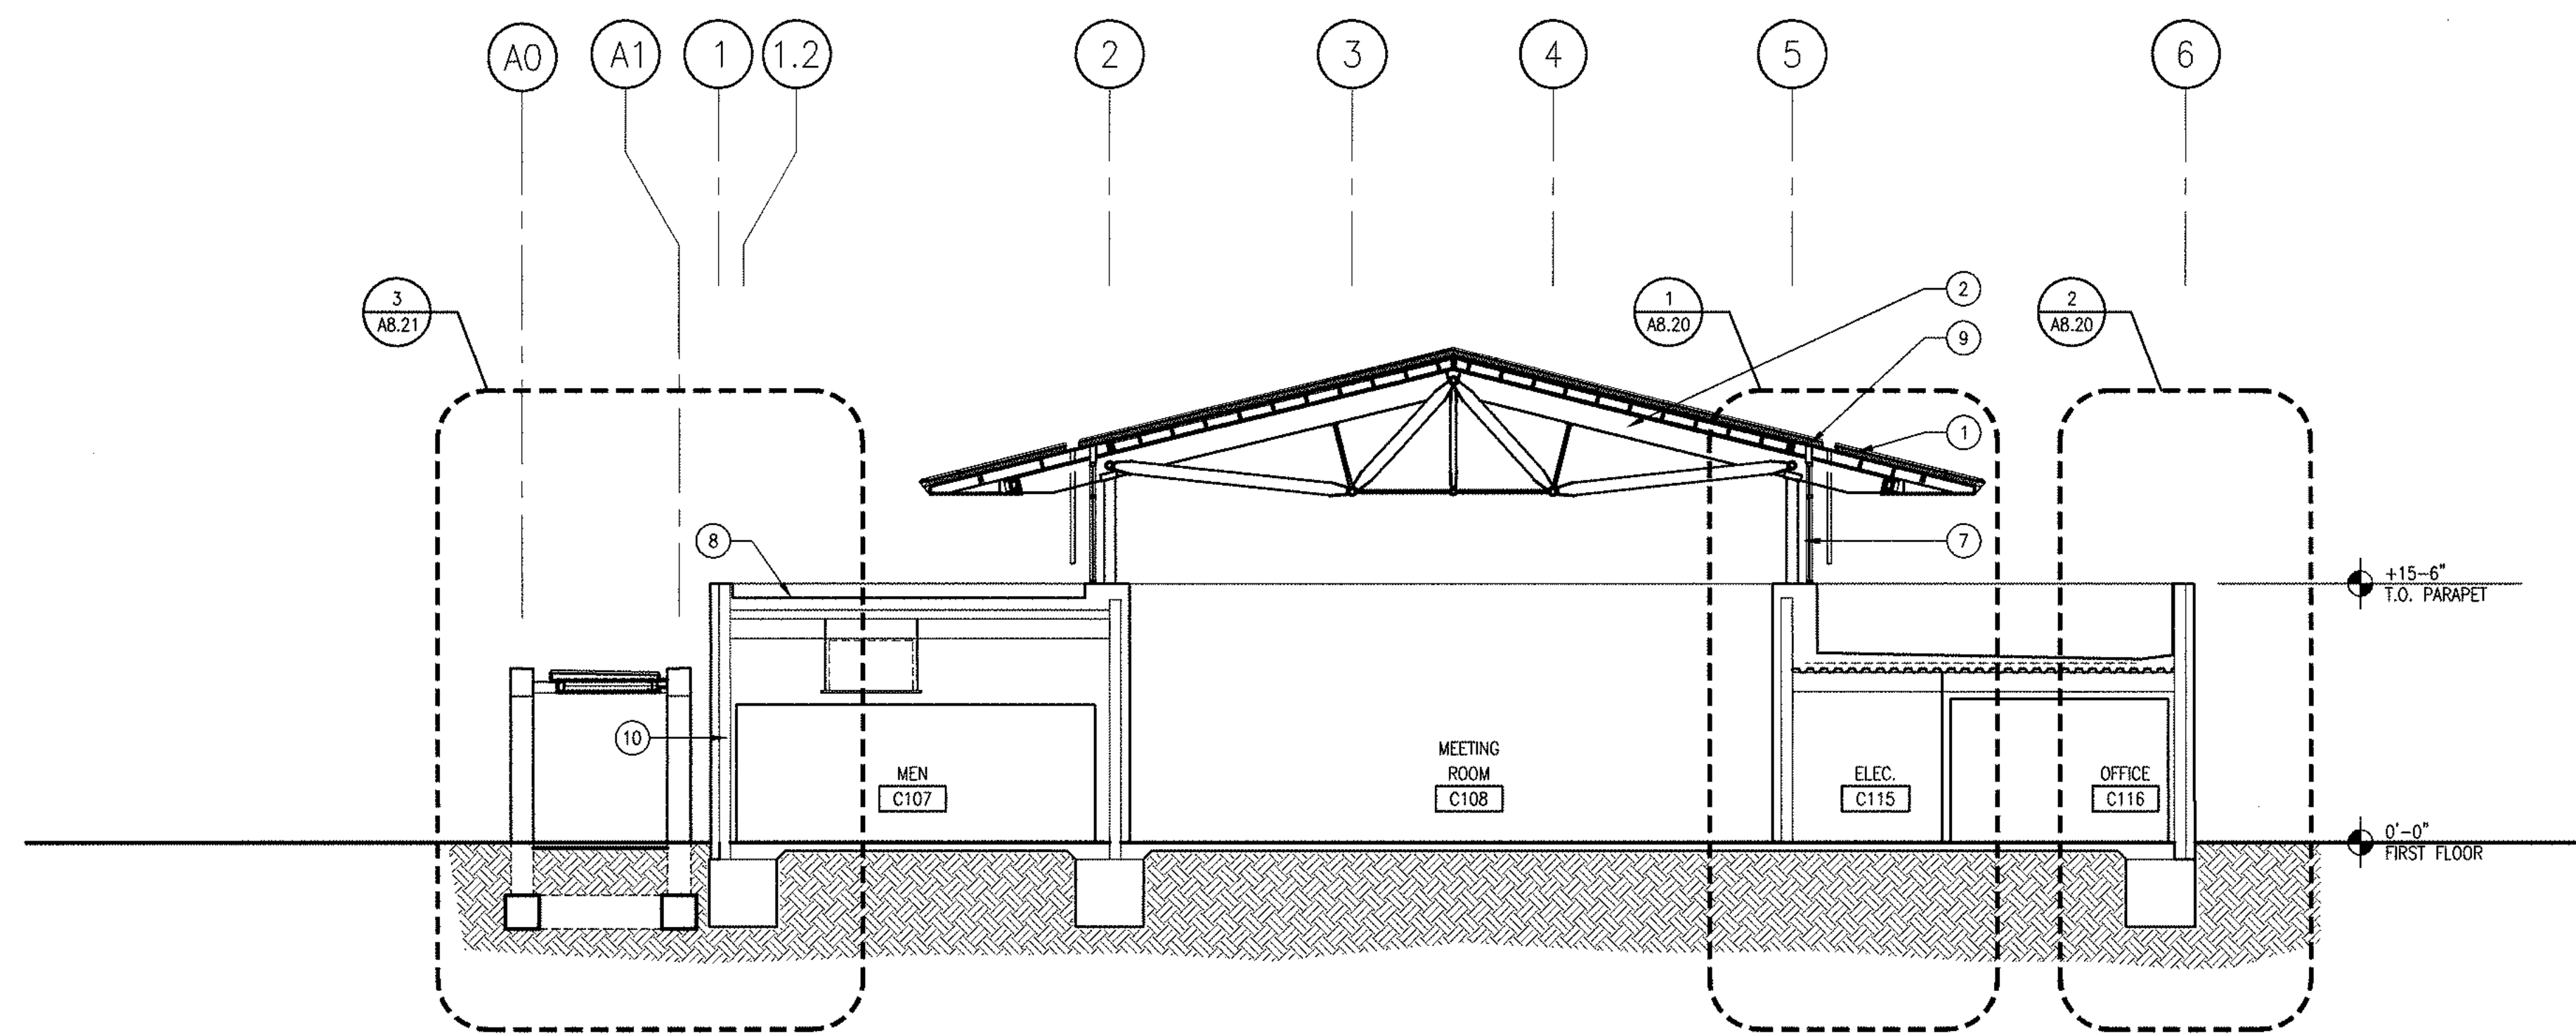 A0
A1
1
1.2
2
3
4
5
6
3
A8.21
1
A8.20
2
A8.20
2
9
1
8
7
+15-6"
T.O. PARAPET
10
MEN
C107
MEETING
ROOM
C108
ELEC.
C115
OFFICE
C116
0'-0"
FIRST FLOOR